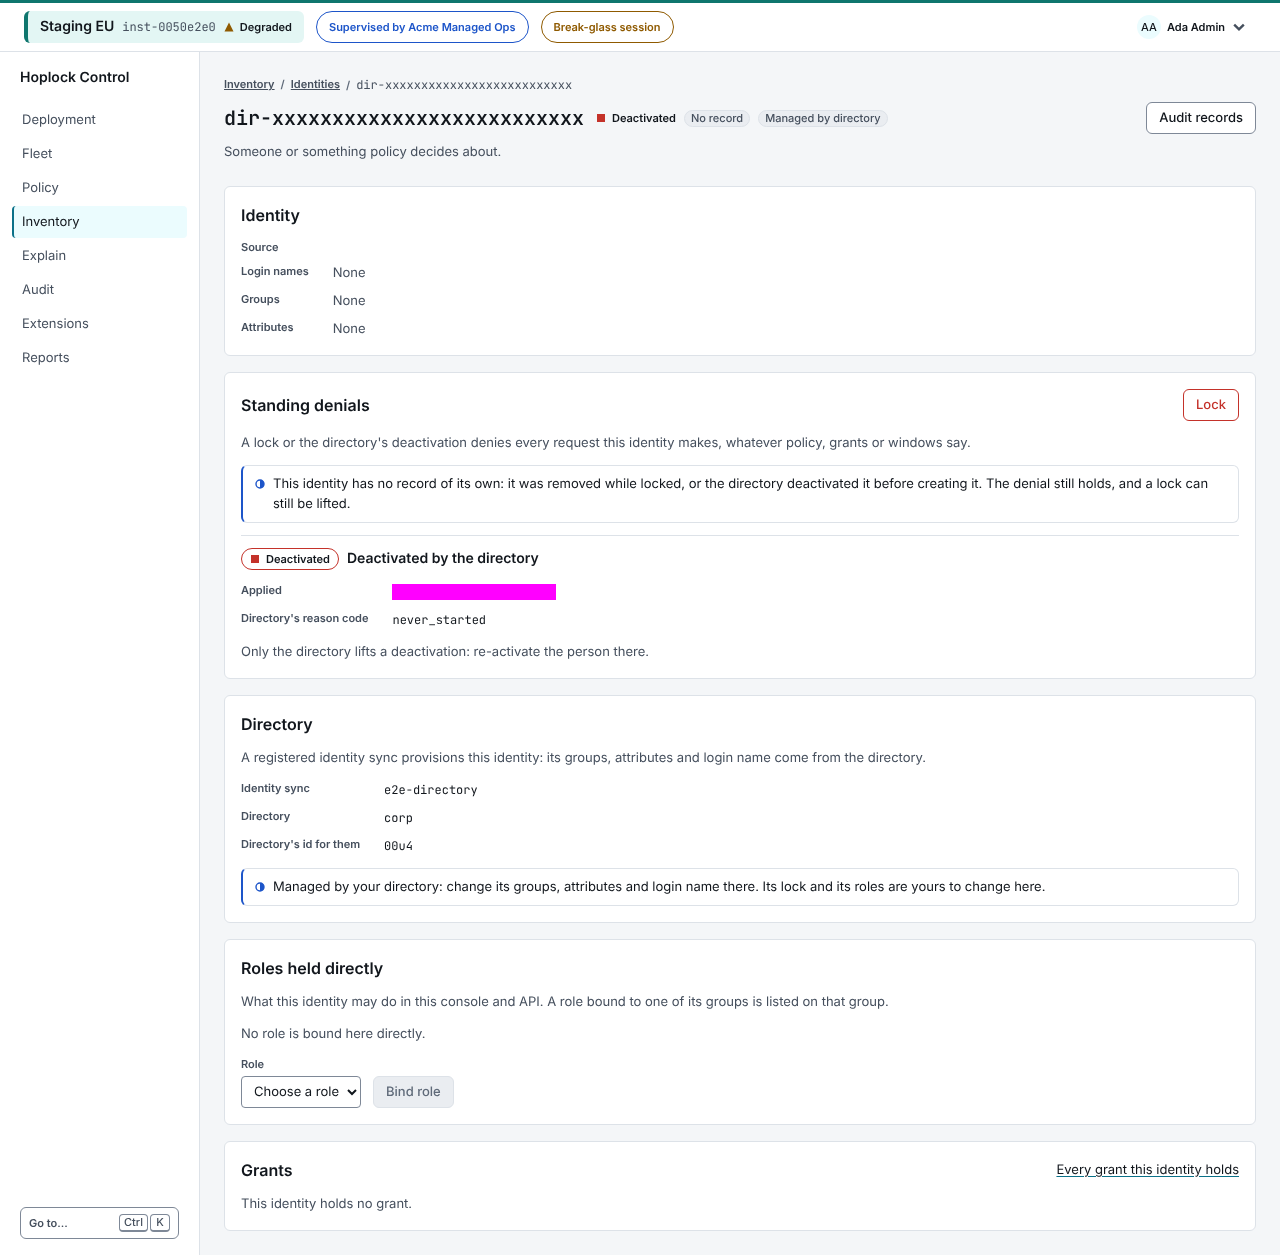 Staging EU inst-0050e2e0 Degraded Supervised by Acme Managed Ops Break-glass session AA Ada Admin
Hoplock Control
Deployment
Fleet
Policy
Inventory
Explain
Audit
Extensions
Reports
Go to... Ctrl K
Inventory / Identities / dir-xxxxxxxxxxxxxxxxxxxxxxxxxx
dir-xxxxxxxxxxxxxxxxxxxxxxxxxx Deactivated No record Managed by directory Audit records
Someone or something policy decides about.
Identity
Source
Login names None
Groups None
Attributes None
Standing denials Lock
A lock or the directory's deactivation denies every request this identity makes, whatever policy, grants or windows say.
This identity has no record of its own: it was removed while locked, or the directory deactivated it before creating it. The denial still holds, and a lock can
still be lifted.
Deactivated Deactivated by the directory
Applied
Directory's reason code never_started
Only the directory lifts a deactivation: re-activate the person there.
Directory
A registered identity sync provisions this identity: its groups, attributes and login name come from the directory.
Identity sync e2e-directory
Directory corp
Directory's id for them 00u4
Managed by your directory: change its groups, attributes and login name there. Its lock and its roles are yours to change here.
Roles held directly
What this identity may do in this console and API. A role bound to one of its groups is listed on that group.
No role is bound here directly.
Role
Choose a role Bind role
Grants Every grant this identity holds
This identity holds no grant.